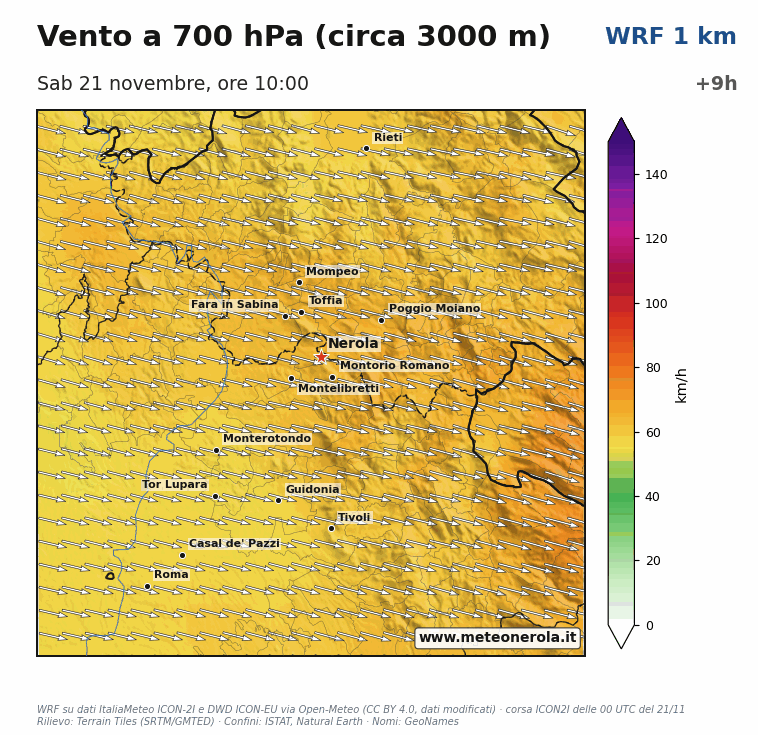 Vento a 700 hPa (circa 3000 m)
WRF 1 km
Sab 21 novembre, ore 10:00
+9h
Rieti
Mompeo
Fara in Sabina
Toffia
Poggio Moiano
Nerola
Montorio Romano
Montelibretti
Monterotondo
Tor Lupara
Guidonia
Tivoli
Casal de' Pazzi
Roma
www.meteonerola.it
140
120
100
80
60
40
20
0
km/h
WRF su dati ItaliaMeteo ICON-2I e DWD ICON-EU via Open-Meteo (CC BY 4.0, dati modificati) · corsa ICON2I delle 00 UTC del 21/11
Rilievo: Terrain Tiles (SRTM/GMTED) · Confini: ISTAT, Natural Earth · Nomi: GeoNames